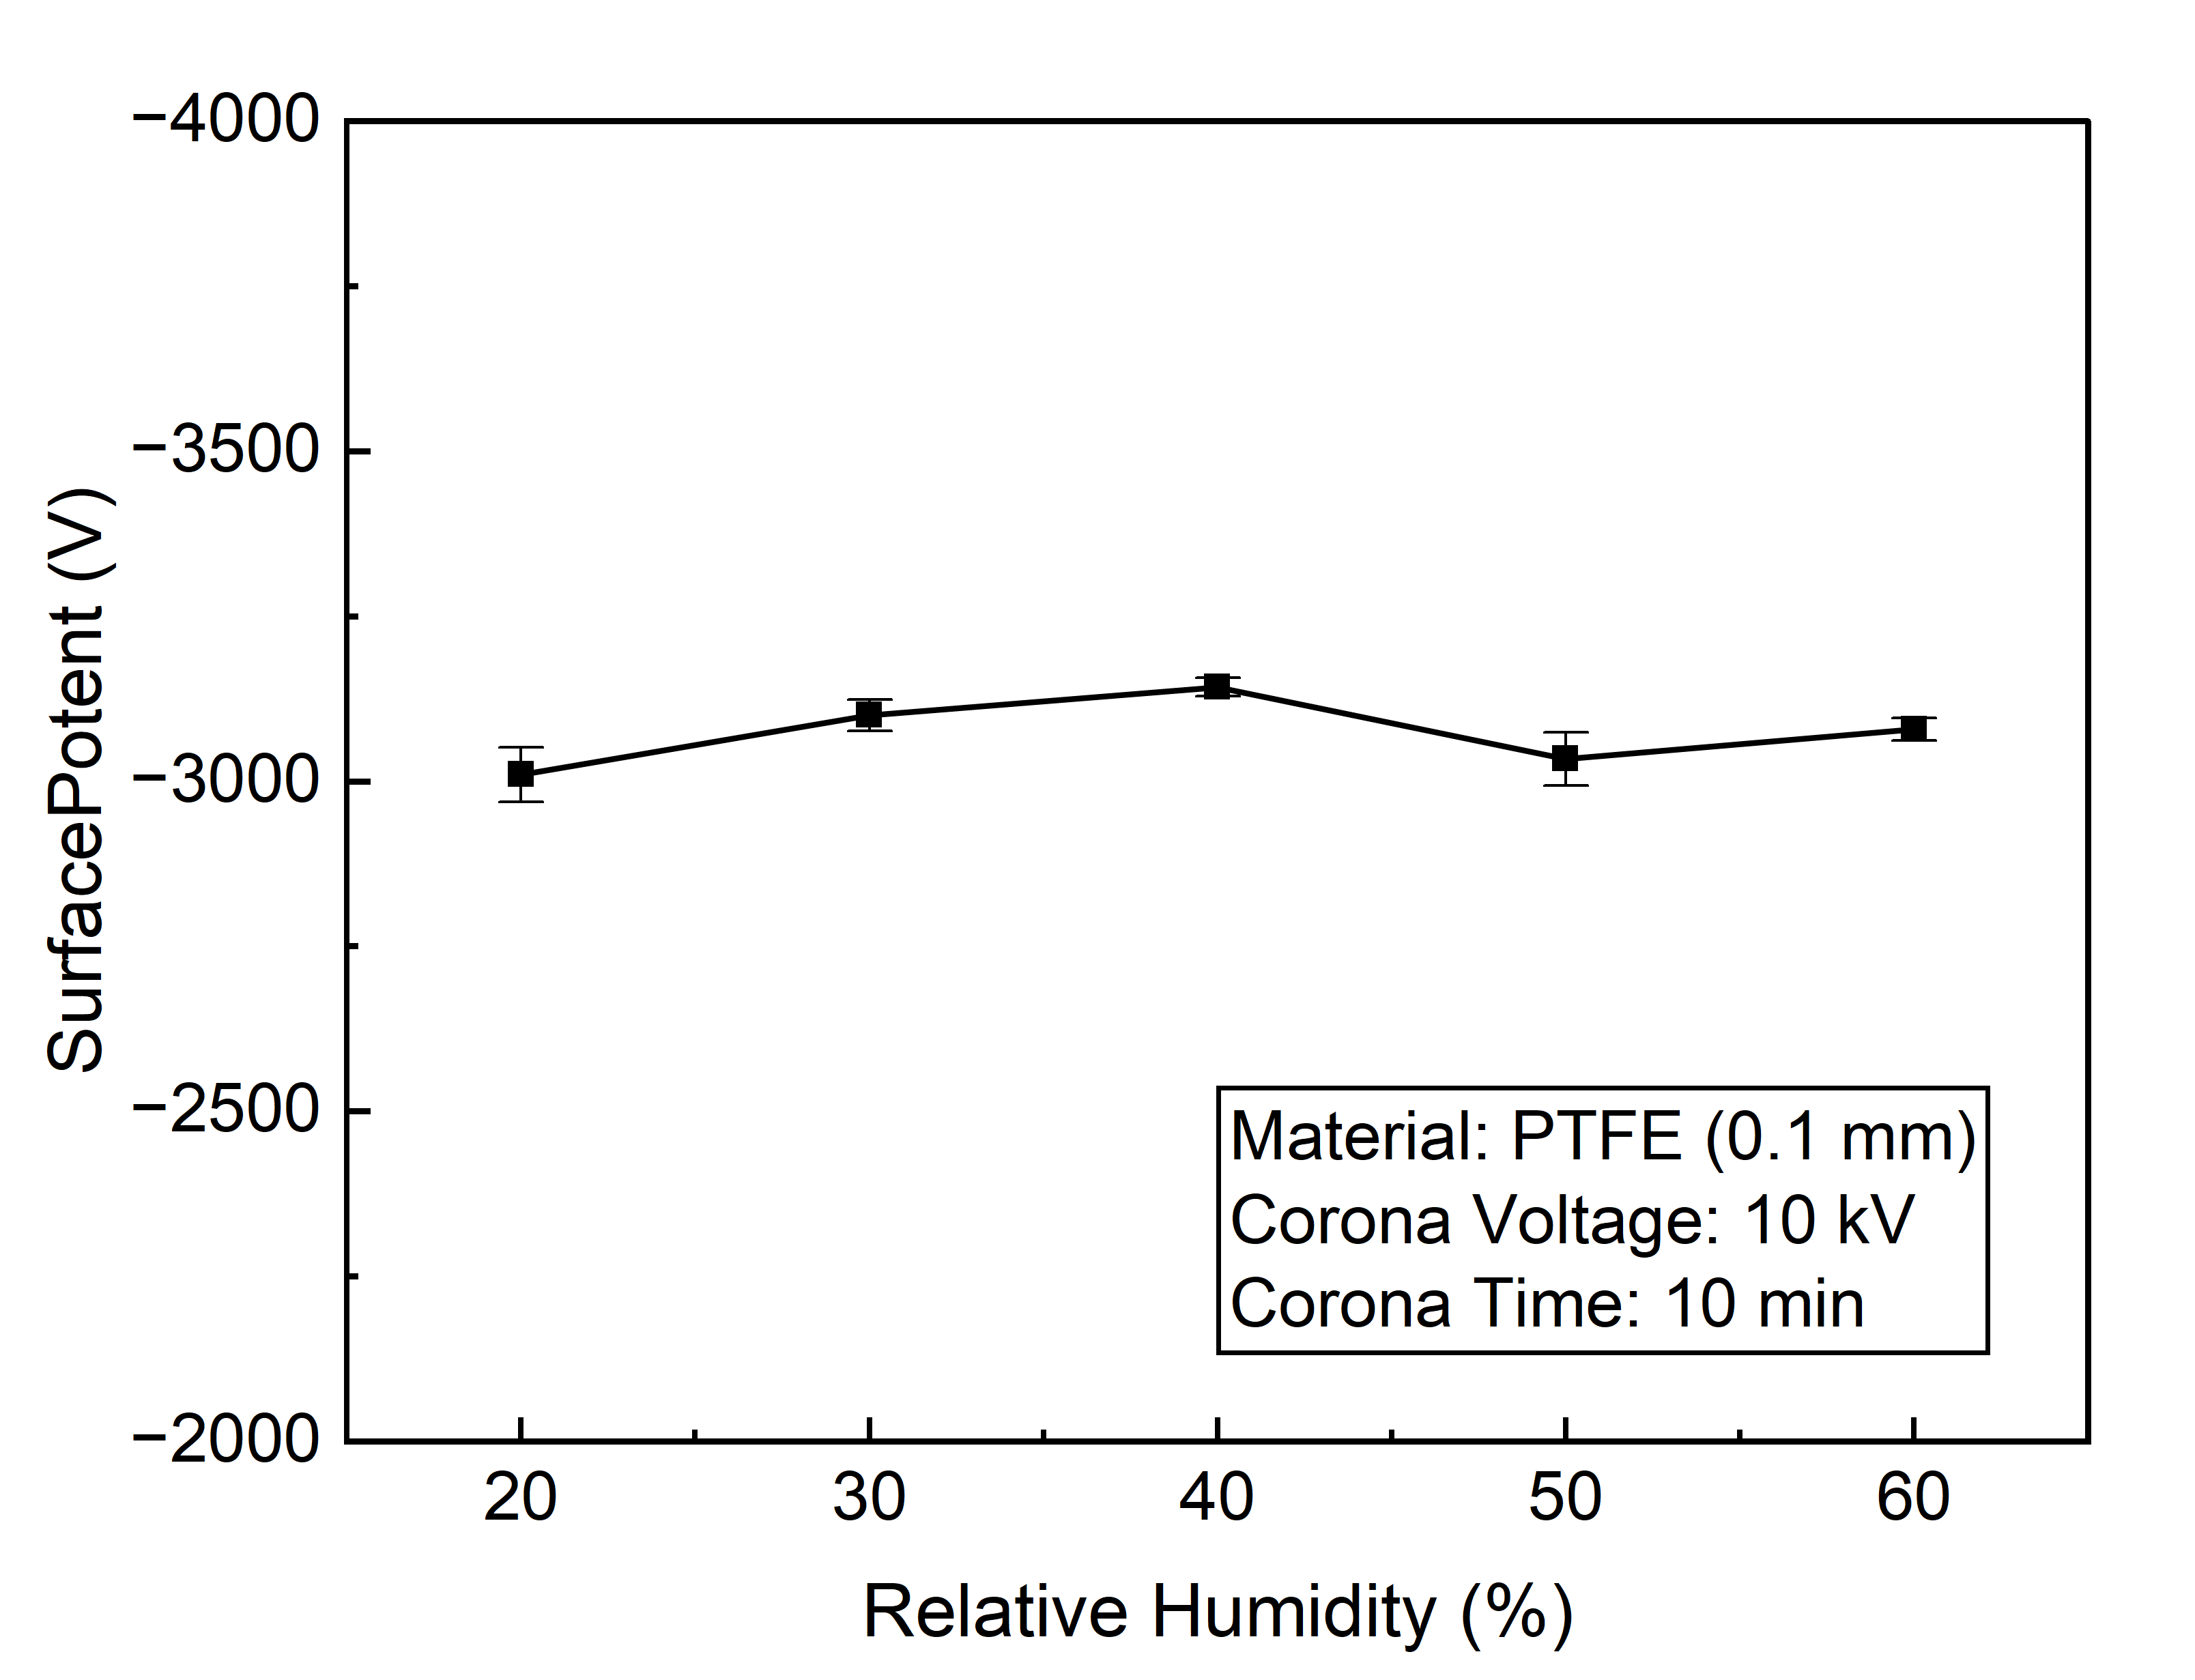 −4000
−3500
−3000
−2500
−2000
SurfacePotent (V)
Material: PTFE (0.1 mm)
Corona Voltage: 10 kV
Corona Time: 10 min
20 30 40 50 60
Relative Humidity (%)